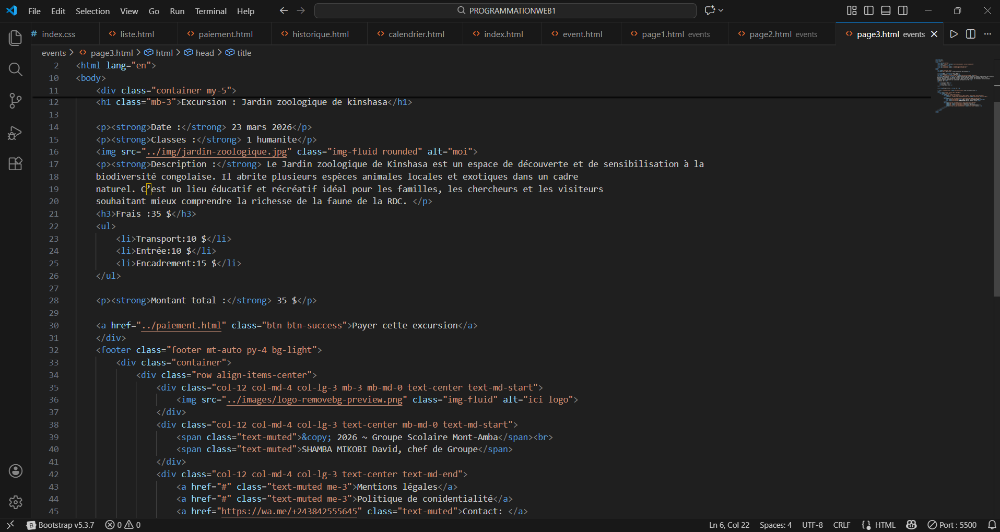 File Edit Selection View Go Run Terminal Help PROGRAMMATIONWEB1
# index.css <> liste.html <> paiement.html <> historique.html <> calendrier.html <> index.html <> event.html <> page1.html events <> page2.html events <> page3.html events
events > <> page3.html > html > head > title
2 <html lang="en">
10 <body>
11 <div class="container my-5">
12 <h1 class="mb-3">Excursion : Jardin zoologique de kinshasa</h1>
13
14 <p><strong>Date :</strong> 23 mars 2026</p>
15 <p><strong>Classes :</strong> 1 humanite</p>
16 <img src="../img/jardin-zoologique.jpg" class="img-fluid rounded" alt="moi">
17 <p><strong>Description :</strong> Le Jardin zoologique de Kinshasa est un espace de découverte et de sensibilisation à la
18 biodiversité congolaise. Il abrite plusieurs espèces animales locales et exotiques dans un cadre
19 naturel. C’est un lieu éducatif et récréatif idéal pour les familles, les chercheurs et les visiteurs
20 souhaitant mieux comprendre la richesse de la faune de la RDC. </p>
21 <h3>Frais :35 $</h3>
22 <ul>
23 <li>Transport:10 $</li>
24 <li>Entrée:10 $</li>
25 <li>Encadrement:15 $</li>
26 </ul>
27
28 <p><strong>Montant total :</strong> 35 $</p>
29
30 <a href="../paiement.html" class="btn btn-success">Payer cette excursion</a>
31 </div>
32 <footer class="footer mt-auto py-4 bg-light">
33 <div class="container">
34 <div class="row align-items-center">
35 <div class="col-12 col-md-4 col-lg-3 mb-3 mb-md-0 text-center text-md-start">
36 <img src="../images/logo-removebg-preview.png" class="img-fluid" alt="ici logo">
37 </div>
38 <div class="col-12 col-md-4 col-lg-3 text-center mb-md-0 text-md-start">
39 <span class="text-muted">&copy; 2026 ~ Groupe Scolaire Mont-Amba</span><br>
40 <span class="text-muted">SHAMBA MIKOBI David, chef de Groupe</span>
41 </div>
42 <div class="col-12 col-md-4 col-lg-3 text-center text-md-end">
43 <a href="#" class="text-muted me-3">Mentions légales</a>
44 <a href="#" class="text-muted me-3">Politique de conidentialité</a>
45 <a href="https://wa.me/+243842555645" class="text-muted">Contact: </a>
B Bootstrap v5.3.7 0 0 Ln 6, Col 22 Spaces: 4 UTF-8 CRLF { } HTML Port : 5500